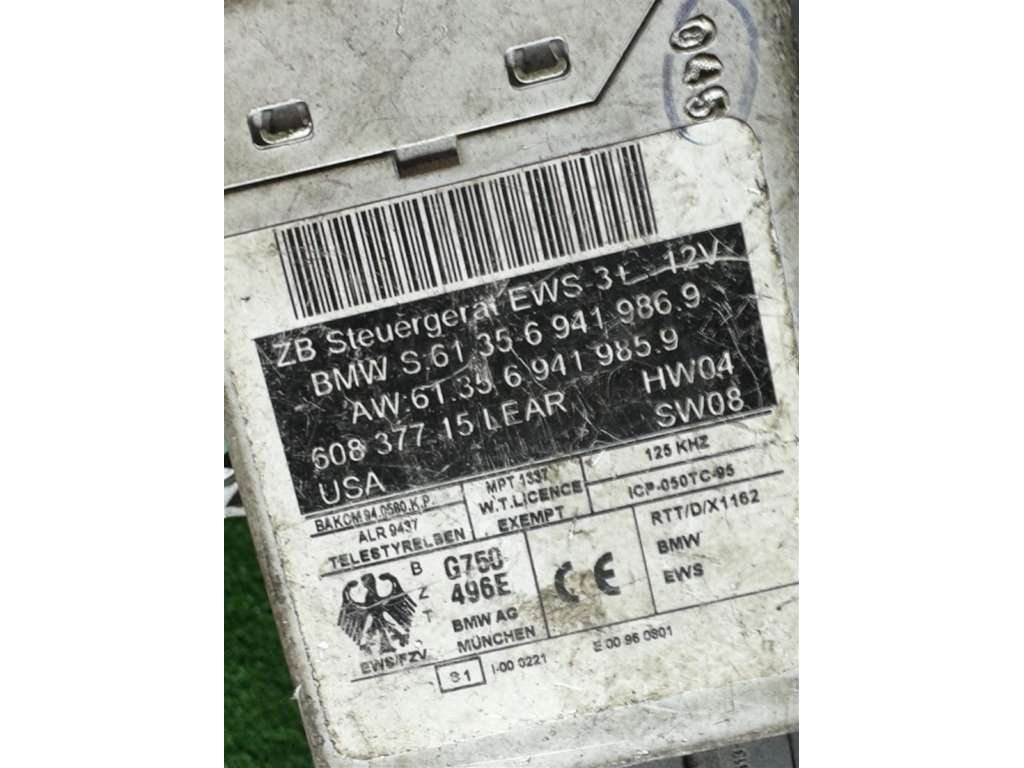 045
ZB Steuergerät EWS-3 L. 12V
BMW S.61 35 6 941 986.9
AW.61.35 6 941 985.9
608 377 15 LEAR HW04
USA SW08
BAKOM 94.0580.K.P.
ALR 9437
TELESTYRELSEN
MPT 1337
W.T.LICENCE
EXEMPT
125 KHZ
ICP-050TC-95
BZT
G750
496E
BMW AG
MÜNCHEN
EWS/FZV
CE
RTT/D/X1162
BMW
EWS
S1 I-00 0221 E 00 96 0801